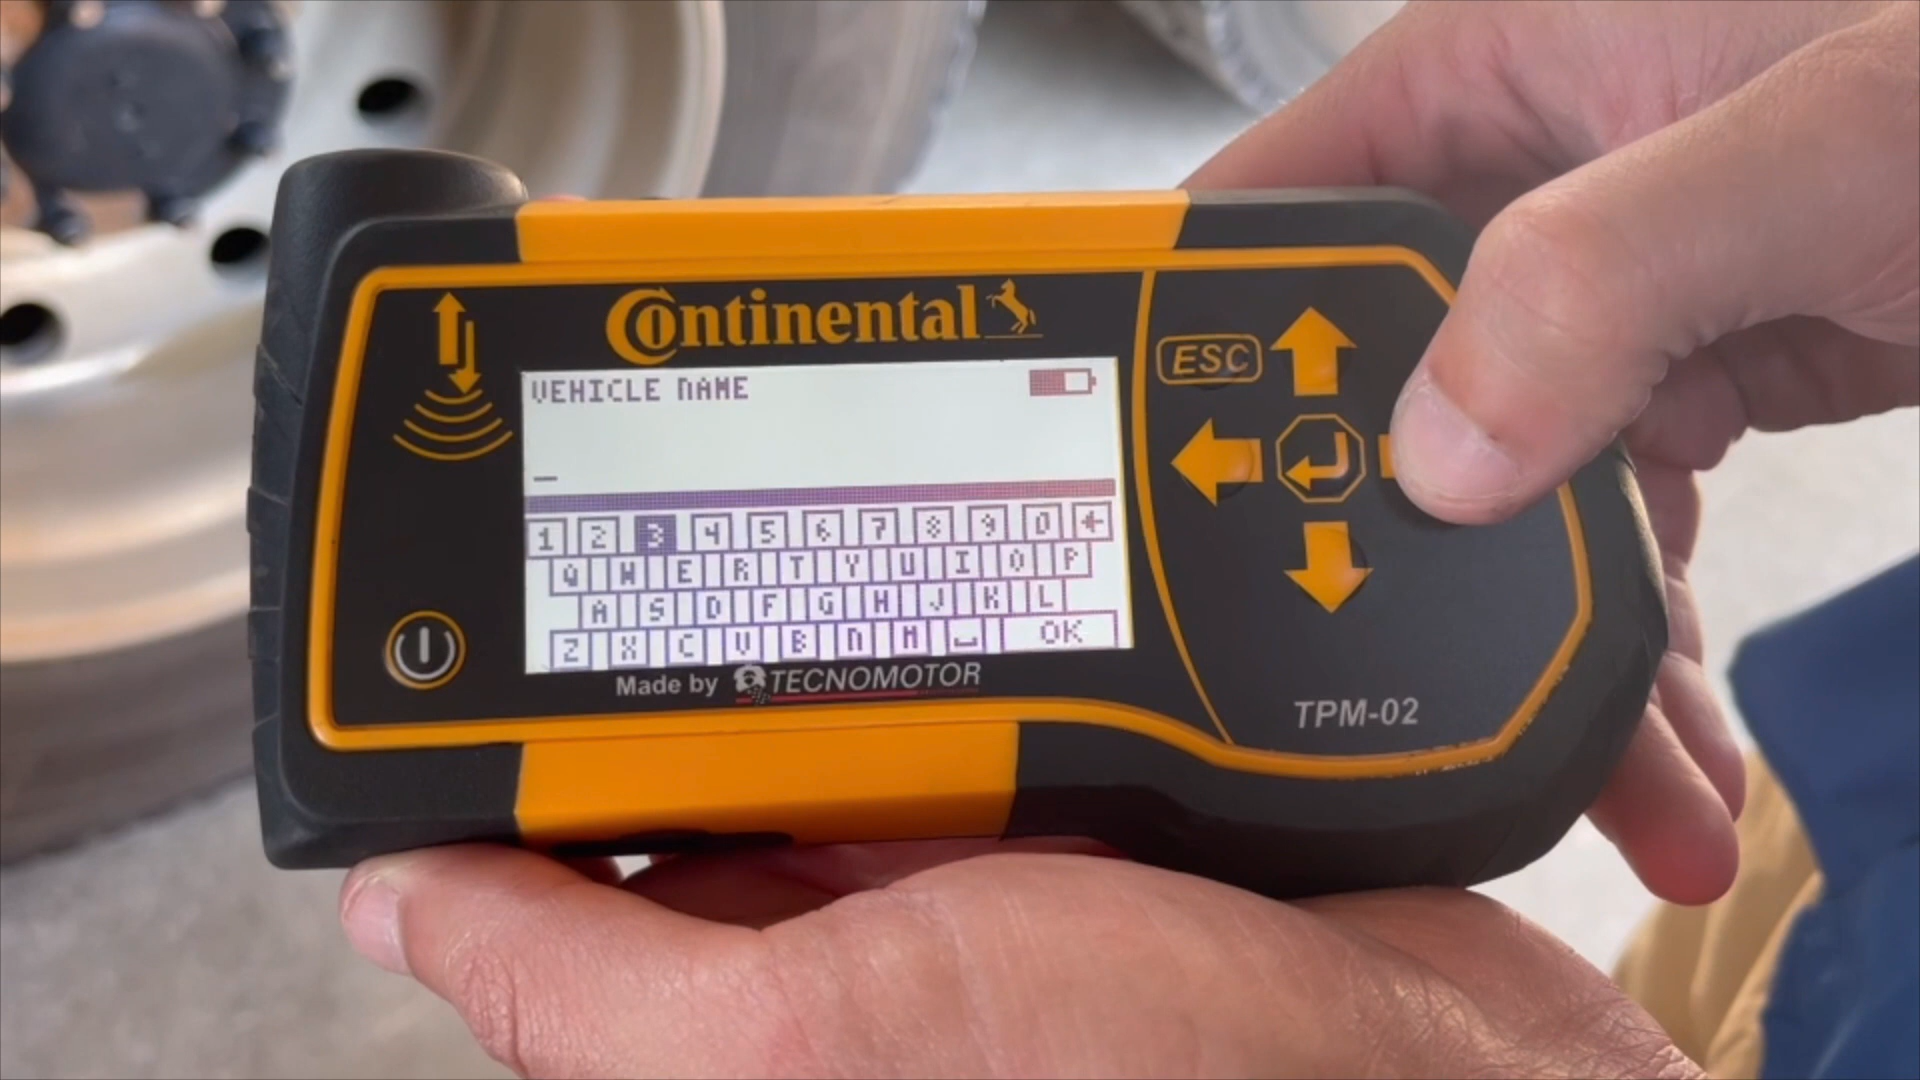 Continental
VEHICLE NAME
_
1 2 3 4 5 6 7 8 9 0
Q W E R T Y U I O P
A S D F G H J K L
Z X C V B N M OK
Made by TECNOMOTOR
ESC
TPM-02